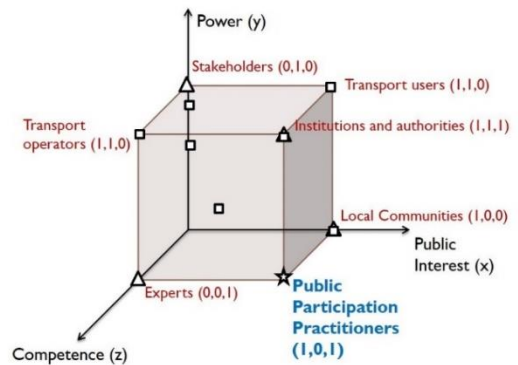 Power (y)
Stakeholders (0,1,0)
Transport users (1,1,0)
Transport
operators (1,1,0)
Institutions and authorities (1,1,1)
Local Communities (1,0,0)
Public
Interest (x)
Experts (0,0,1)
Public
Participation
Practitioners
(1,0,1)
Competence (z)